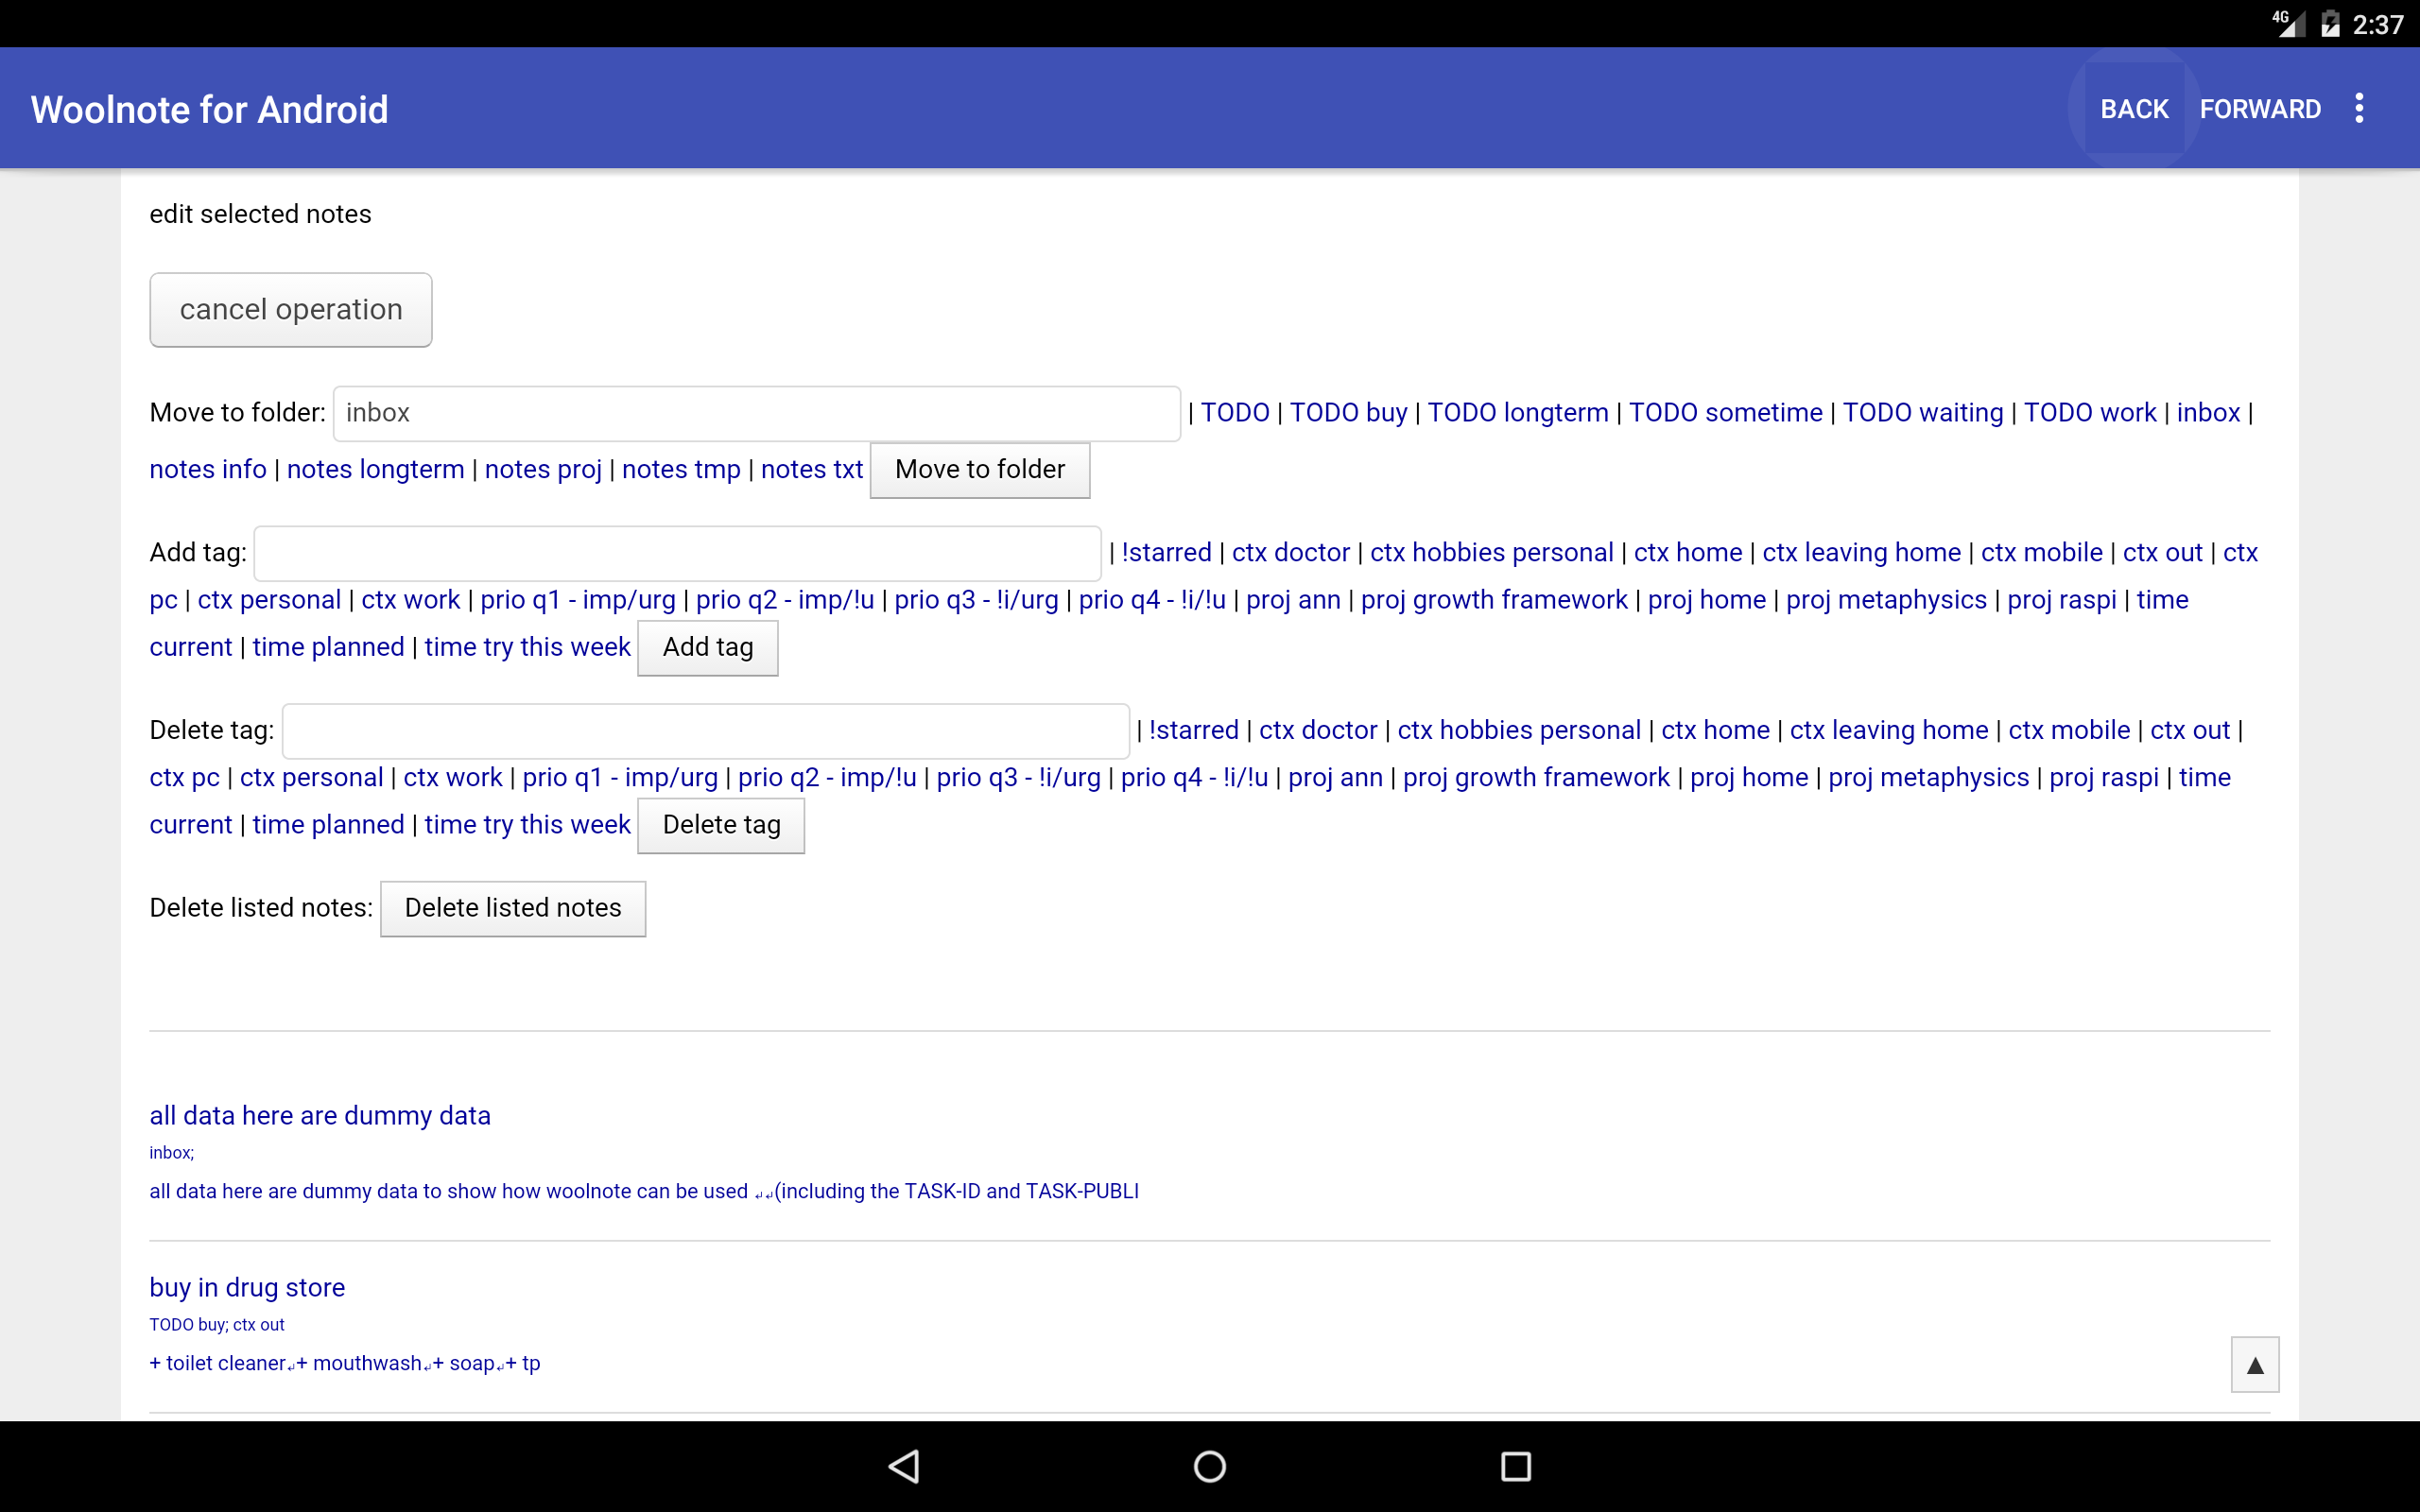 4G 2:37
Woolnote for Android BACK FORWARD
edit selected notes
cancel operation
Move to folder: inbox | TODO | TODO buy | TODO longterm | TODO sometime | TODO waiting | TODO work | inbox |
notes info | notes longterm | notes proj | notes tmp | notes txt Move to folder
Add tag: | !starred | ctx doctor | ctx hobbies personal | ctx home | ctx leaving home | ctx mobile | ctx out | ctx
pc | ctx personal | ctx work | prio q1 - imp/urg | prio q2 - imp/!u | prio q3 - !i/urg | prio q4 - !i/!u | proj ann | proj growth framework | proj home | proj metaphysics | proj raspi | time
current | time planned | time try this week Add tag
Delete tag: | !starred | ctx doctor | ctx hobbies personal | ctx home | ctx leaving home | ctx mobile | ctx out |
ctx pc | ctx personal | ctx work | prio q1 - imp/urg | prio q2 - imp/!u | prio q3 - !i/urg | prio q4 - !i/!u | proj ann | proj growth framework | proj home | proj metaphysics | proj raspi | time
current | time planned | time try this week Delete tag
Delete listed notes: Delete listed notes
all data here are dummy data
inbox;
all data here are dummy data to show how woolnote can be used ↲↲(including the TASK-ID and TASK-PUBLI
buy in drug store
TODO buy; ctx out
+ toilet cleaner↲+ mouthwash↲+ soap↲+ tp
▲